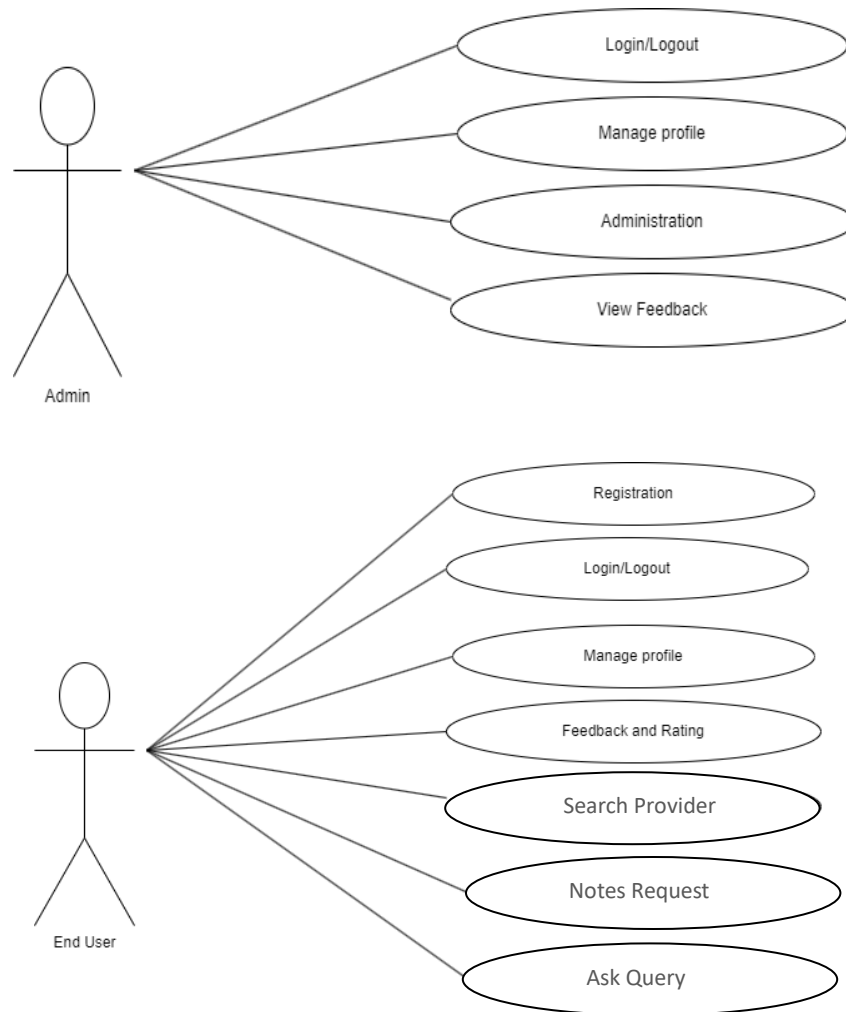 Login/Logout
Manage profile
Administration
View Feedback
Admin
Registration
Login/Logout
Manage profile
Feedback and Rating
Search Provider
Notes Request
End User
Ask Query